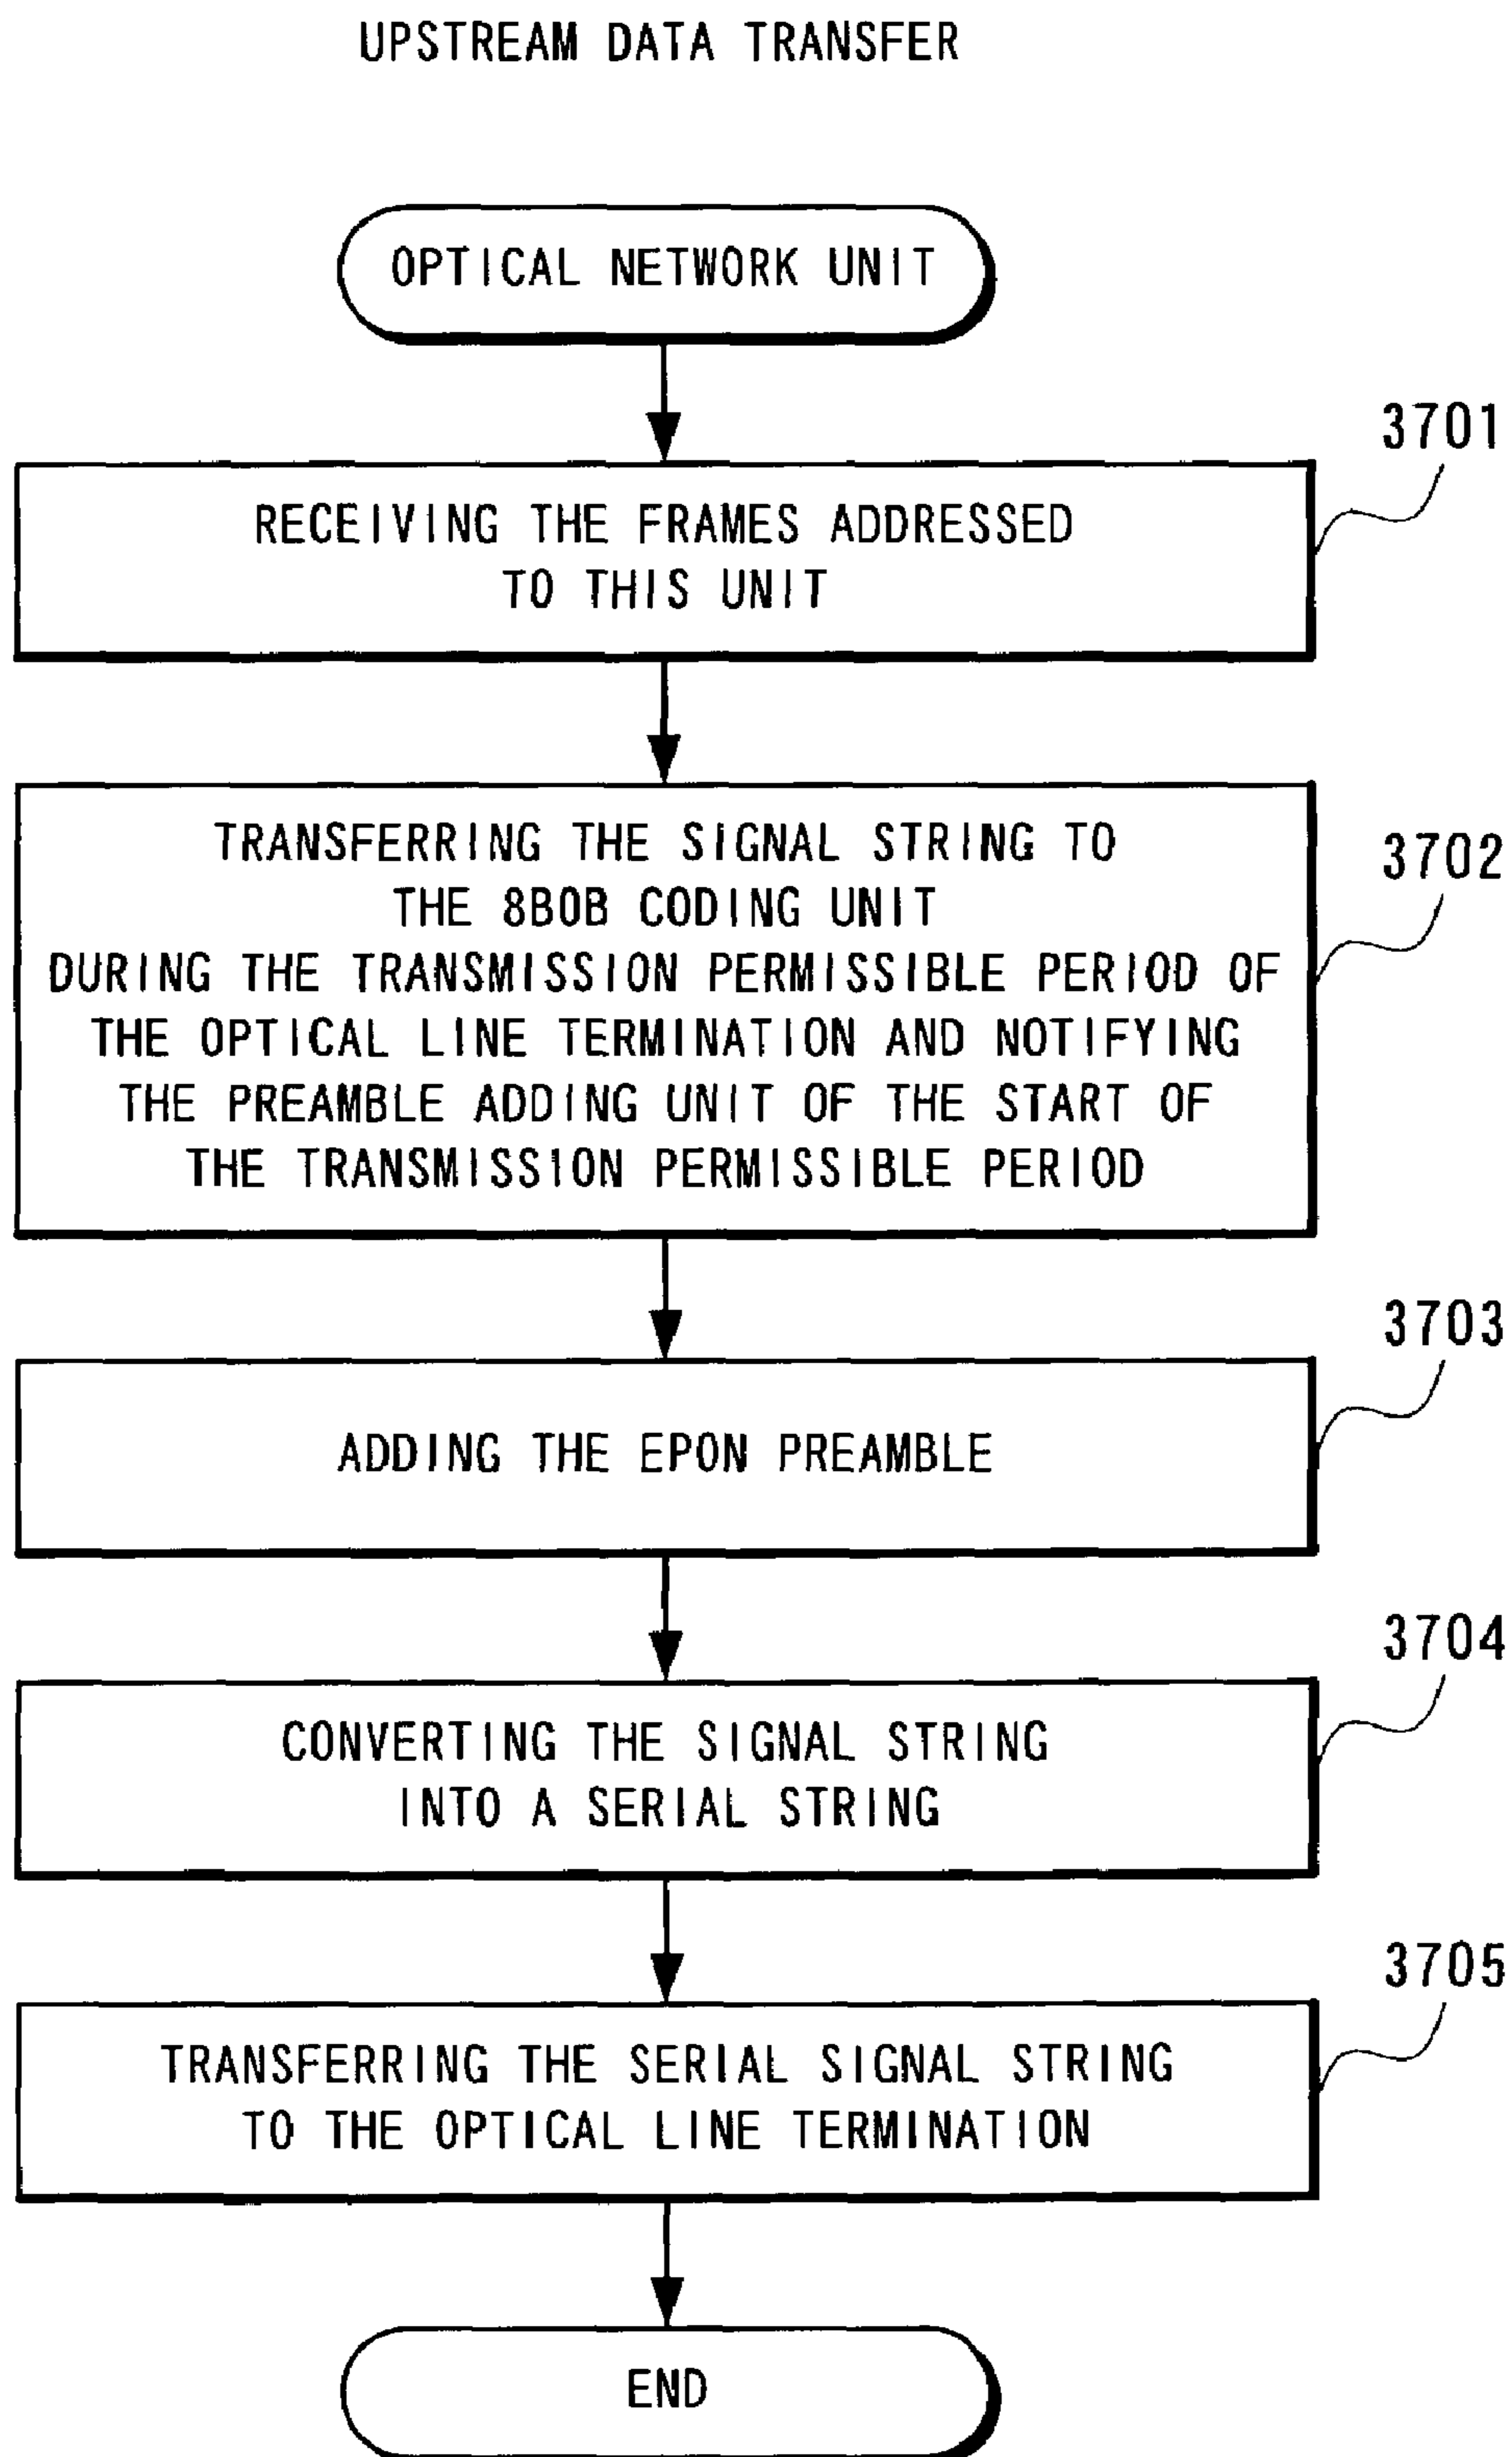 UPSTREAM DATA TRANSFER
OPTICAL NETWORK UNIT
3701
RECEIVING THE FRAMES ADDRESSED
TO THIS UNIT
3702
TRANSFERRING THE SIGNAL STRING TO
THE 8B0B CODING UNIT
DURING THE TRANSMISSION PERMISSIBLE PERIOD OF
THE OPTICAL LINE TERMINATION AND NOTIFYING
THE PREAMBLE ADDING UNIT OF THE START OF
THE TRANSMISSION PERMISSIBLE PERIOD
3703
ADDING THE EPON PREAMBLE
3704
CONVERTING THE SIGNAL STRING
INTO A SERIAL STRING
3705
TRANSFERRING THE SERIAL SIGNAL STRING
TO THE OPTICAL LINE TERMINATION
END